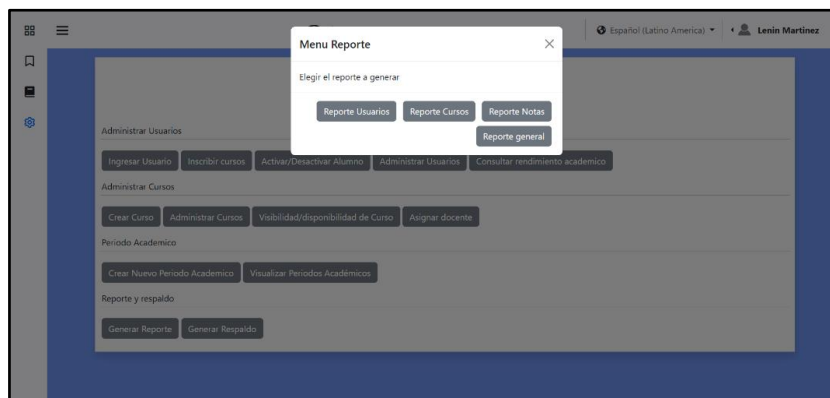 Español (Latino America)
Lenin Martinez
Menu Reporte
Elegir el reporte a generar
Reporte Usuarios Reporte Cursos Reporte Notas
Reporte general
Administrar Usuarios
Ingresar Usuario Inscribir cursos Activar/Desactivar Alumno Administrar Usuarios Consultar rendimiento academico
Administrar Cursos
Crear Curso Administrar Cursos Visibilidad/disponibilidad de Curso Asignar docente
Periodo Academico
Crear Nuevo Periodo Academico Visualizar Periodos Académicos
Reporte y respaldo
Generar Reporte Generar Respaldo